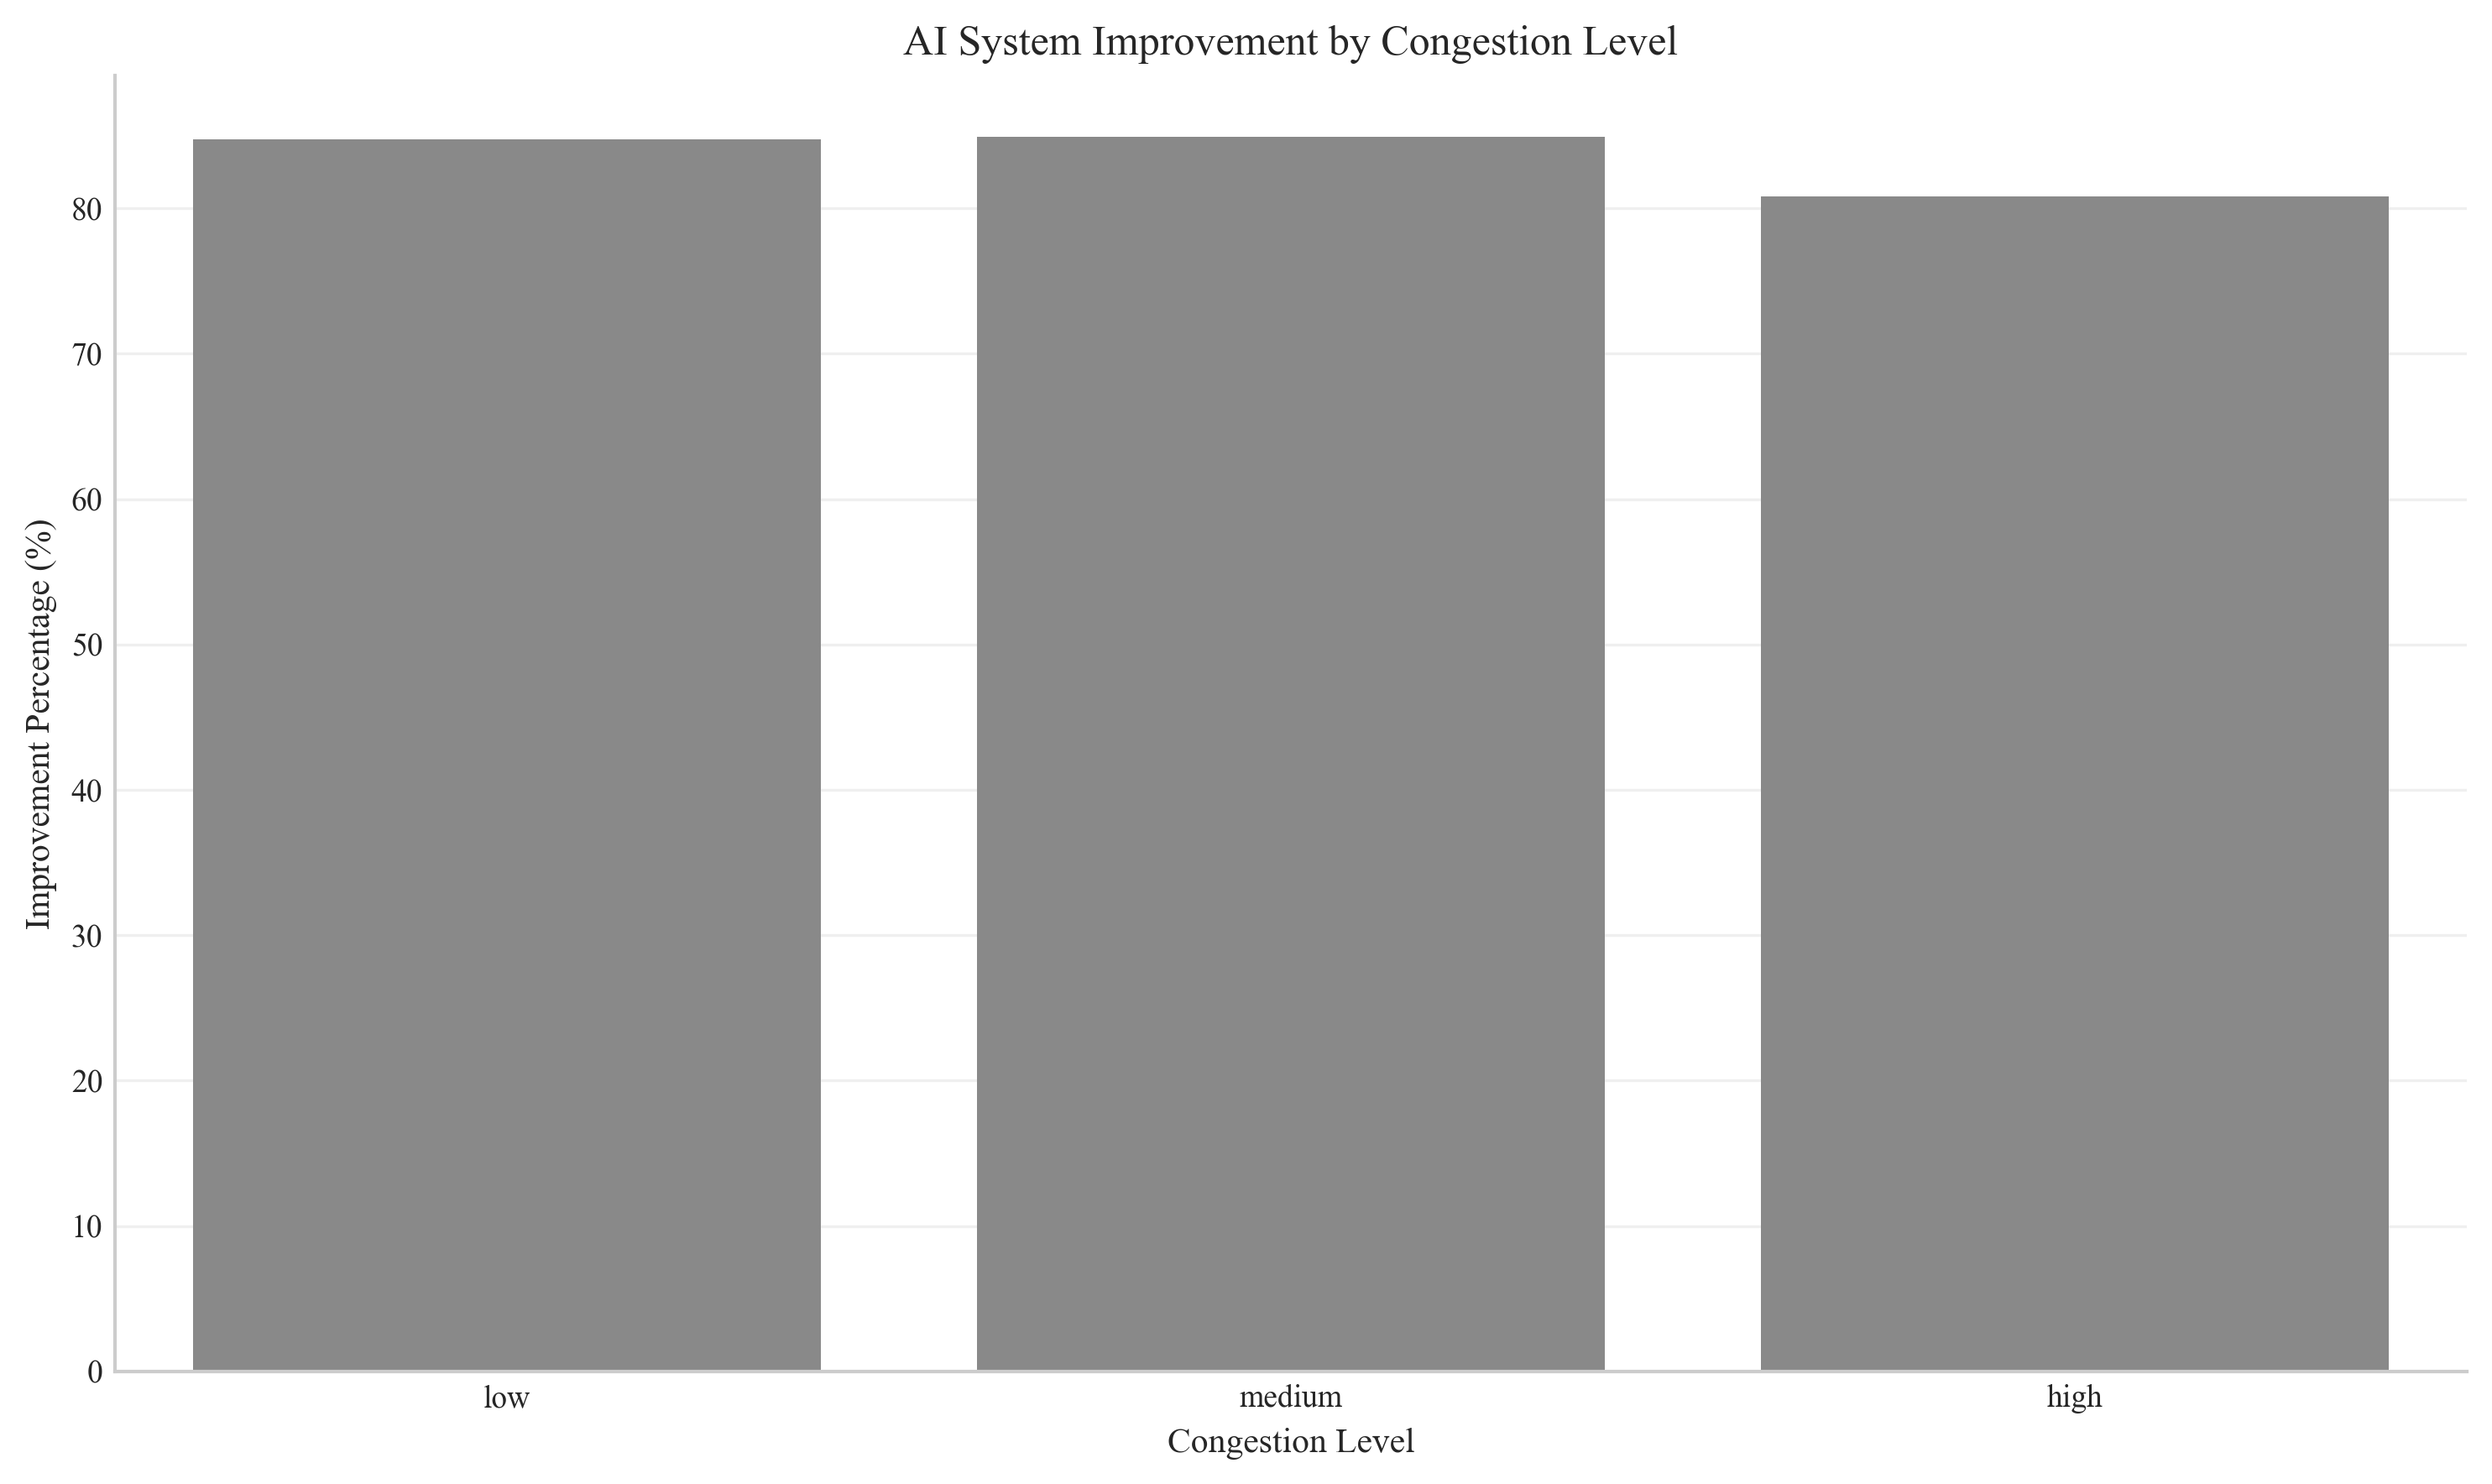 AI System Improvement by Congestion Level
Improvement Percentage (%)
80
70
60
50
40
30
20
10
0
low medium high
Congestion Level